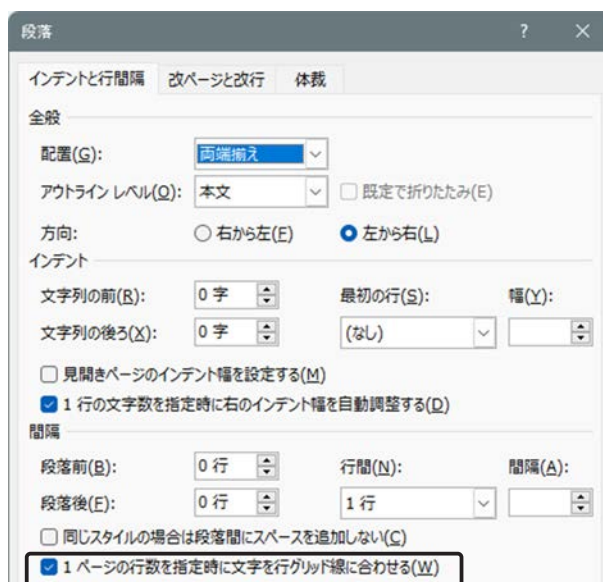 段落 ?
インデントと行間隔 改ページと改行 体裁
全般
配置(G): 両端揃え
アウトライン レベル(O): 本文 既定で折りたたみ(E)
方向: 右から左(F) 左から右(L)
インデント
文字列の前(R): 0 字 最初の行(S): 幅(Y):
文字列の後ろ(X): 0 字 (なし)
見開きページのインデント幅を設定する(M)
1 行の文字数を指定時に右のインデント幅を自動調整する(D)
間隔
段落前(B): 0 行 行間(N): 間隔(A):
段落後(F): 0 行 1 行
同じスタイルの場合は段落間にスペースを追加しない(C)
1 ページの行数を指定時に文字を行グリッド線に合わせる(W)